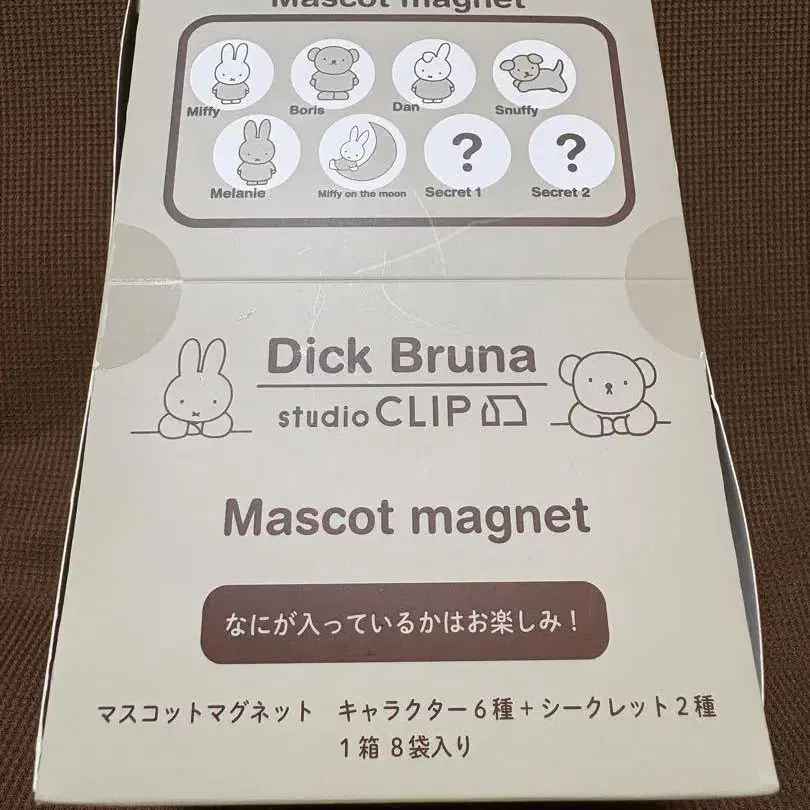 Mascot magnet
Miffy
Boris
Dan
Snuffy
Melanie
Miffy on the moon
?
Secret 1
?
Secret 2
Dick Bruna
studio CLIP
Mascot magnet
なにが入っているかはお楽しみ！
マスコットマグネット　キャラクター6種＋シークレット2種
1箱 8袋入り